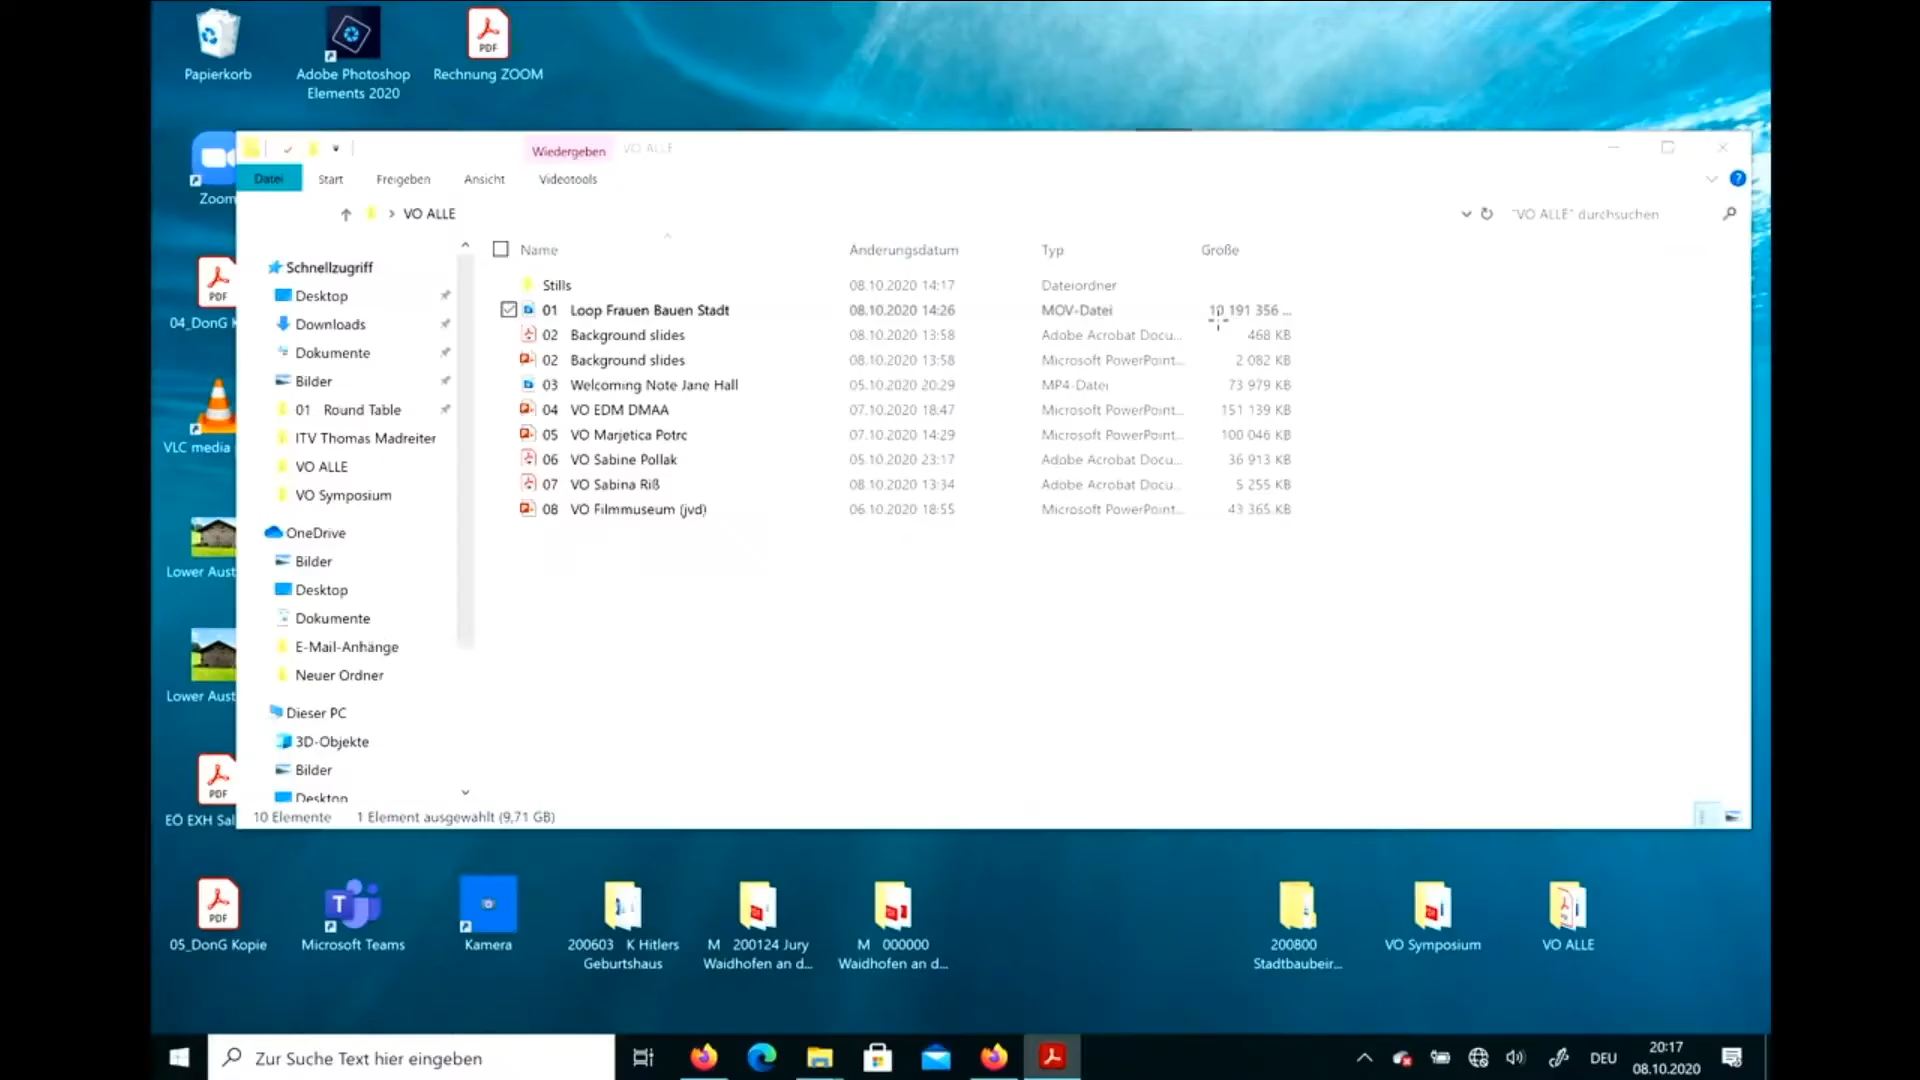 Papierkorb
Adobe Photoshop
Elements 2020
PDF
Rechnung ZOOM
Zoom
PDF
04_DonG K
VLC media
Lower Aust
Lower Aust
PDF
EÖ EXH Sal
Wiedergeben
VO ALLE
Datei
Start
Freigeben
Ansicht
Videotools
VO ALLE
"VO ALLE" durchsuchen
Schnellzugriff
Desktop
Downloads
Dokumente
Bilder
01 Round Table
ITV Thomas Madreiter
VO ALLE
VO Symposium
OneDrive
Bilder
Desktop
Dokumente
E-Mail-Anhänge
Neuer Ordner
Dieser PC
3D-Objekte
Bilder
Desktop
Name Änderungsdatum Typ Größe
Stills 08.10.2020 14:17 Dateiordner
01 Loop Frauen Bauen Stadt 08.10.2020 14:26 MOV-Datei 10 191 356 ...
02 Background slides 08.10.2020 13:58 Adobe Acrobat Docu... 468 KB
02 Background slides 08.10.2020 13:58 Microsoft PowerPoint... 2 082 KB
03 Welcoming Note Jane Hall 05.10.2020 20:29 MP4-Datei 73 979 KB
04 VO EDM DMAA 07.10.2020 18:47 Microsoft PowerPoint... 151 139 KB
05 VO Marjetica Potrc 07.10.2020 14:29 Microsoft PowerPoint... 100 046 KB
06 VO Sabine Pollak 05.10.2020 23:17 Adobe Acrobat Docu... 36 913 KB
07 VO Sabina Riß 08.10.2020 13:34 Adobe Acrobat Docu... 5 255 KB
08 VO Filmmuseum (jvd) 06.10.2020 18:55 Microsoft PowerPoint... 43 365 KB
10 Elemente 1 Element ausgewählt (9,71 GB)
PDF
05_DonG Kopie
Microsoft Teams
Kamera
200603 K Hitlers
Geburtshaus
M 200124 Jury
Waidhofen an d...
M 000000
Waidhofen an d...
200800
Stadtbaubeir...
VO Symposium
VO ALLE
Zur Suche Text hier eingeben
DEU
20:17
08.10.2020